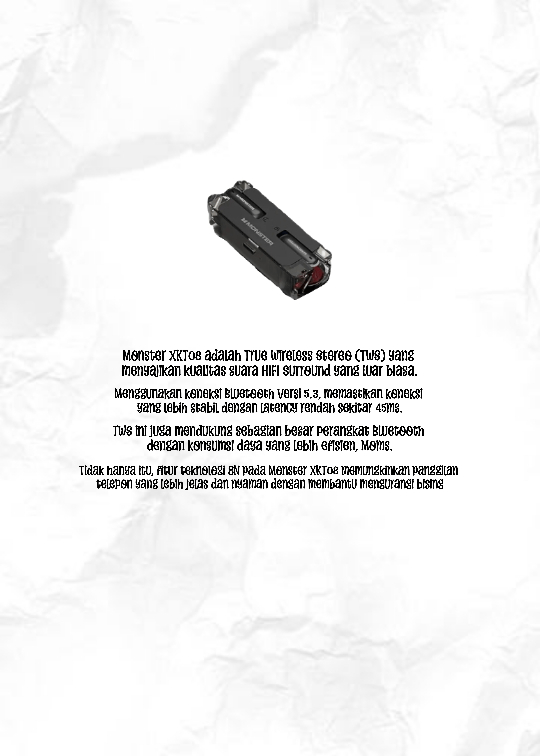 MONSTER
Monster XKT08 adalah True Wireless Stereo (TWS) yang
menyajikan kualitas suara HiFi Surround yang luar biasa.
Menggunakan koneksi Bluetooth versi 5.3, memastikan koneksi
yang lebih stabil dengan latency rendah sekitar 45ms.
TWS ini juga mendukung sebagian besar perangkat Bluetooth
dengan konsumsi daya yang lebih efisien, Moms.
Tidak hanya itu, fitur teknologi 8N pada Monster XKT08 memungkinkan panggilan
telepon yang lebih jelas dan nyaman dengan membantu mengurangi bising